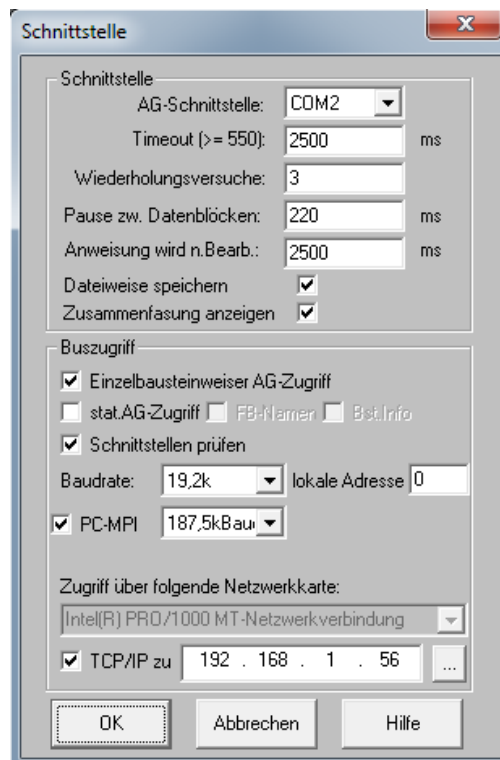 Schnittstelle
Schnittstelle
AG-Schnittstelle: COM2
Timeout (>= 550): 2500 ms
Wiederholungsversuche: 3
Pause zw. Datenblöcken: 220 ms
Anweisung wird n.Bearb.: 2500 ms
Dateiweise speichern
Zusammenfasung anzeigen
Buszugriff
Einzelbausteinweiser AG-Zugriff
stat.AG-Zugriff FB-Namen Bst.Info
Schnittstellen prüfen
Baudrate: 19,2k lokale Adresse 0
PC-MPI 187,5kBau
Zugriff über folgende Netzwerkkarte:
Intel(R) PRO/1000 MT-Netzwerkverbindung
TCP/IP zu 192 . 168 . 1 . 56 ...
OK Abbrechen Hilfe